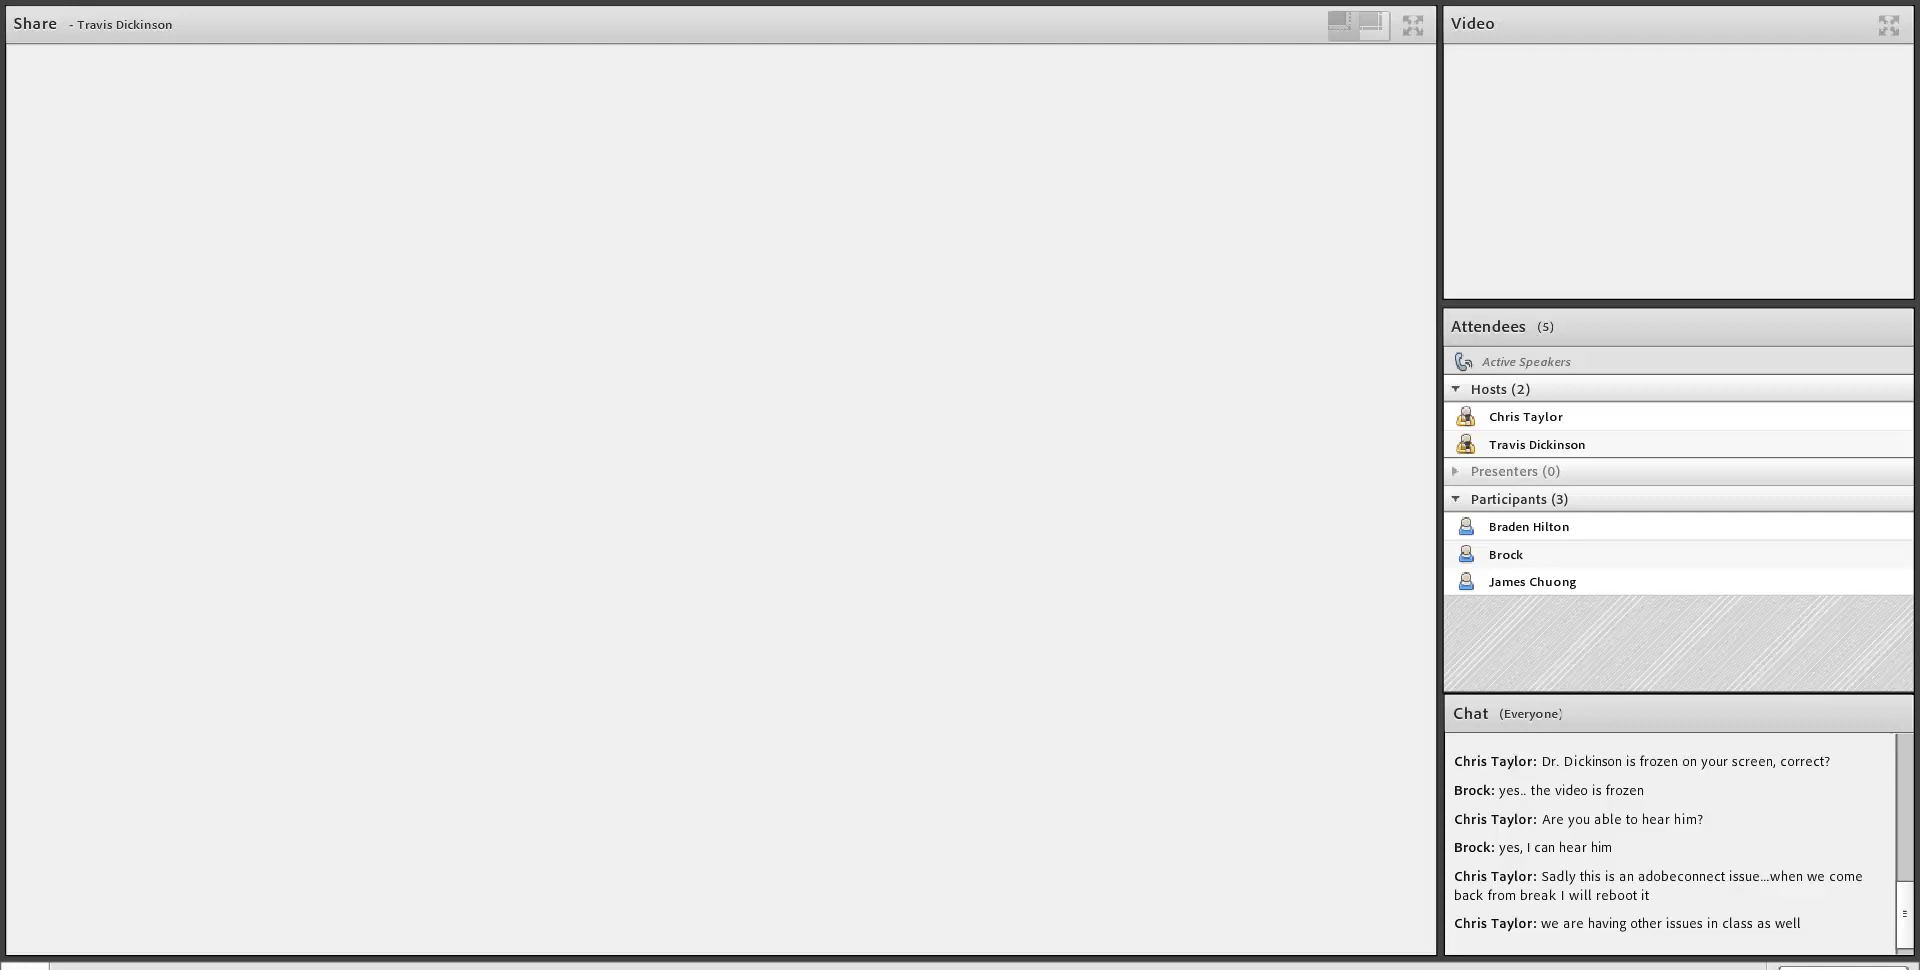 Share - Travis Dickinson
Video
Attendees (5)
Active Speakers
Hosts (2)
Chris Taylor
Travis Dickinson
Presenters (0)
Participants (3)
Braden Hilton
Brock
James Chuong
Chat (Everyone)
Chris Taylor: Dr. Dickinson is frozen on your screen, correct?
Brock: yes.. the video is frozen
Chris Taylor: Are you able to hear him?
Brock: yes, I can hear him
Chris Taylor: Sadly this is an adobeconnect issue...when we come
back from break I will reboot it
Chris Taylor: we are having other issues in class as well